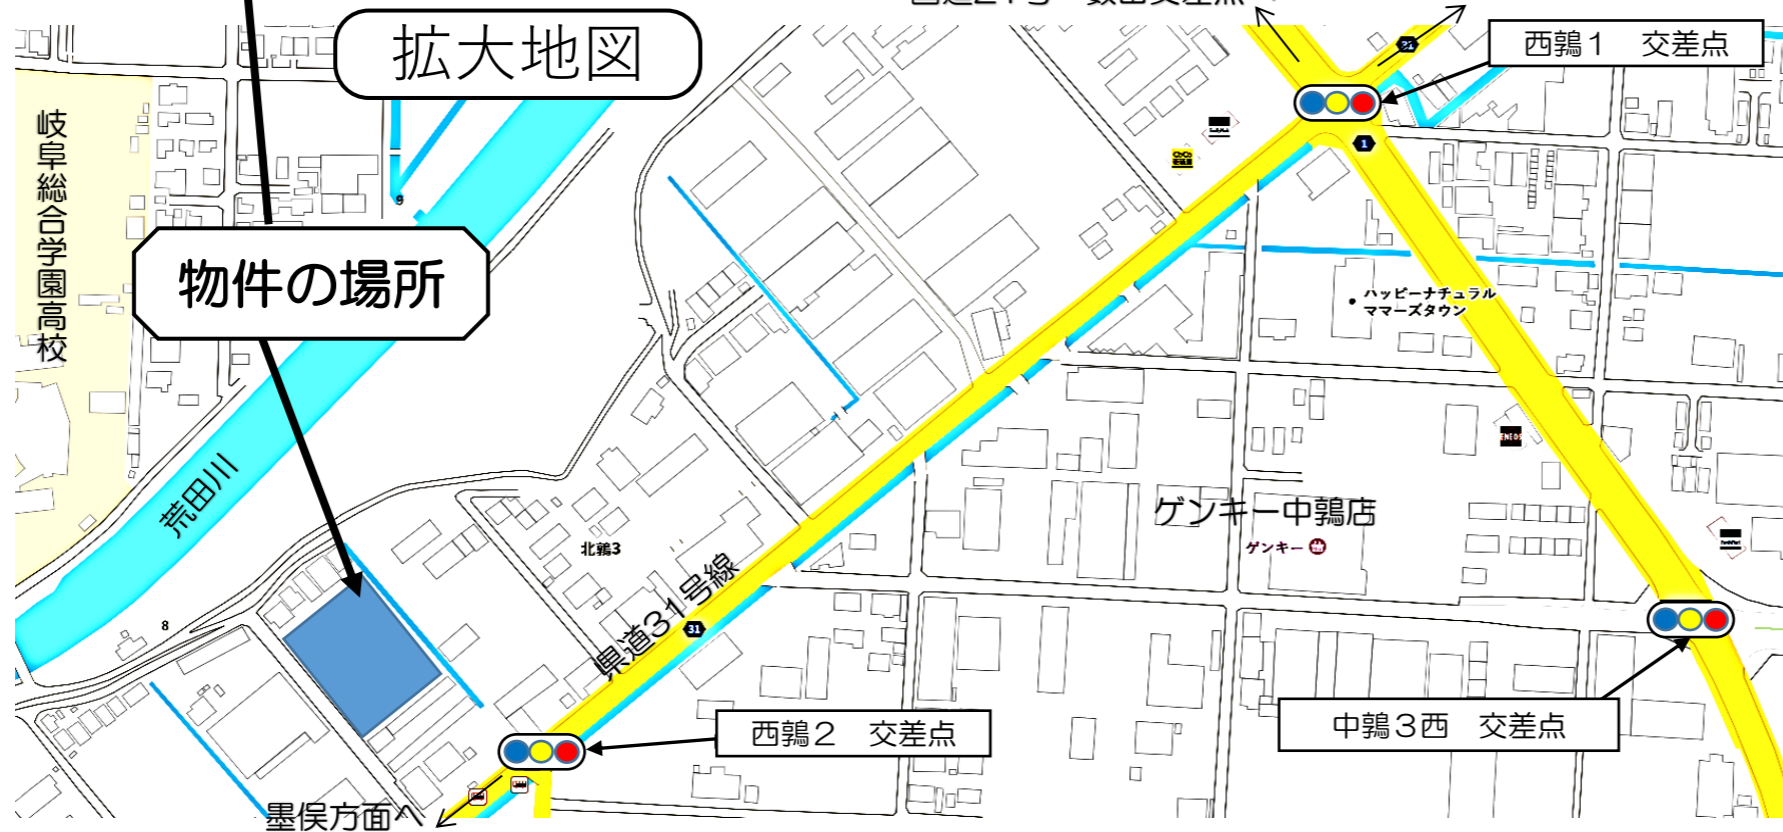 拡大地図
西鶉1　交差点
岐阜総合学園高校
1
9
物件の場所
ハッピーナチュラル
ママーズタウン
ENEOS
荒田川
ゲンキー中鶉店
北鶉3
ゲンキー
県道31号線
31
8
西鶉2　交差点
中鶉3西　交差点
墨俣方面へ